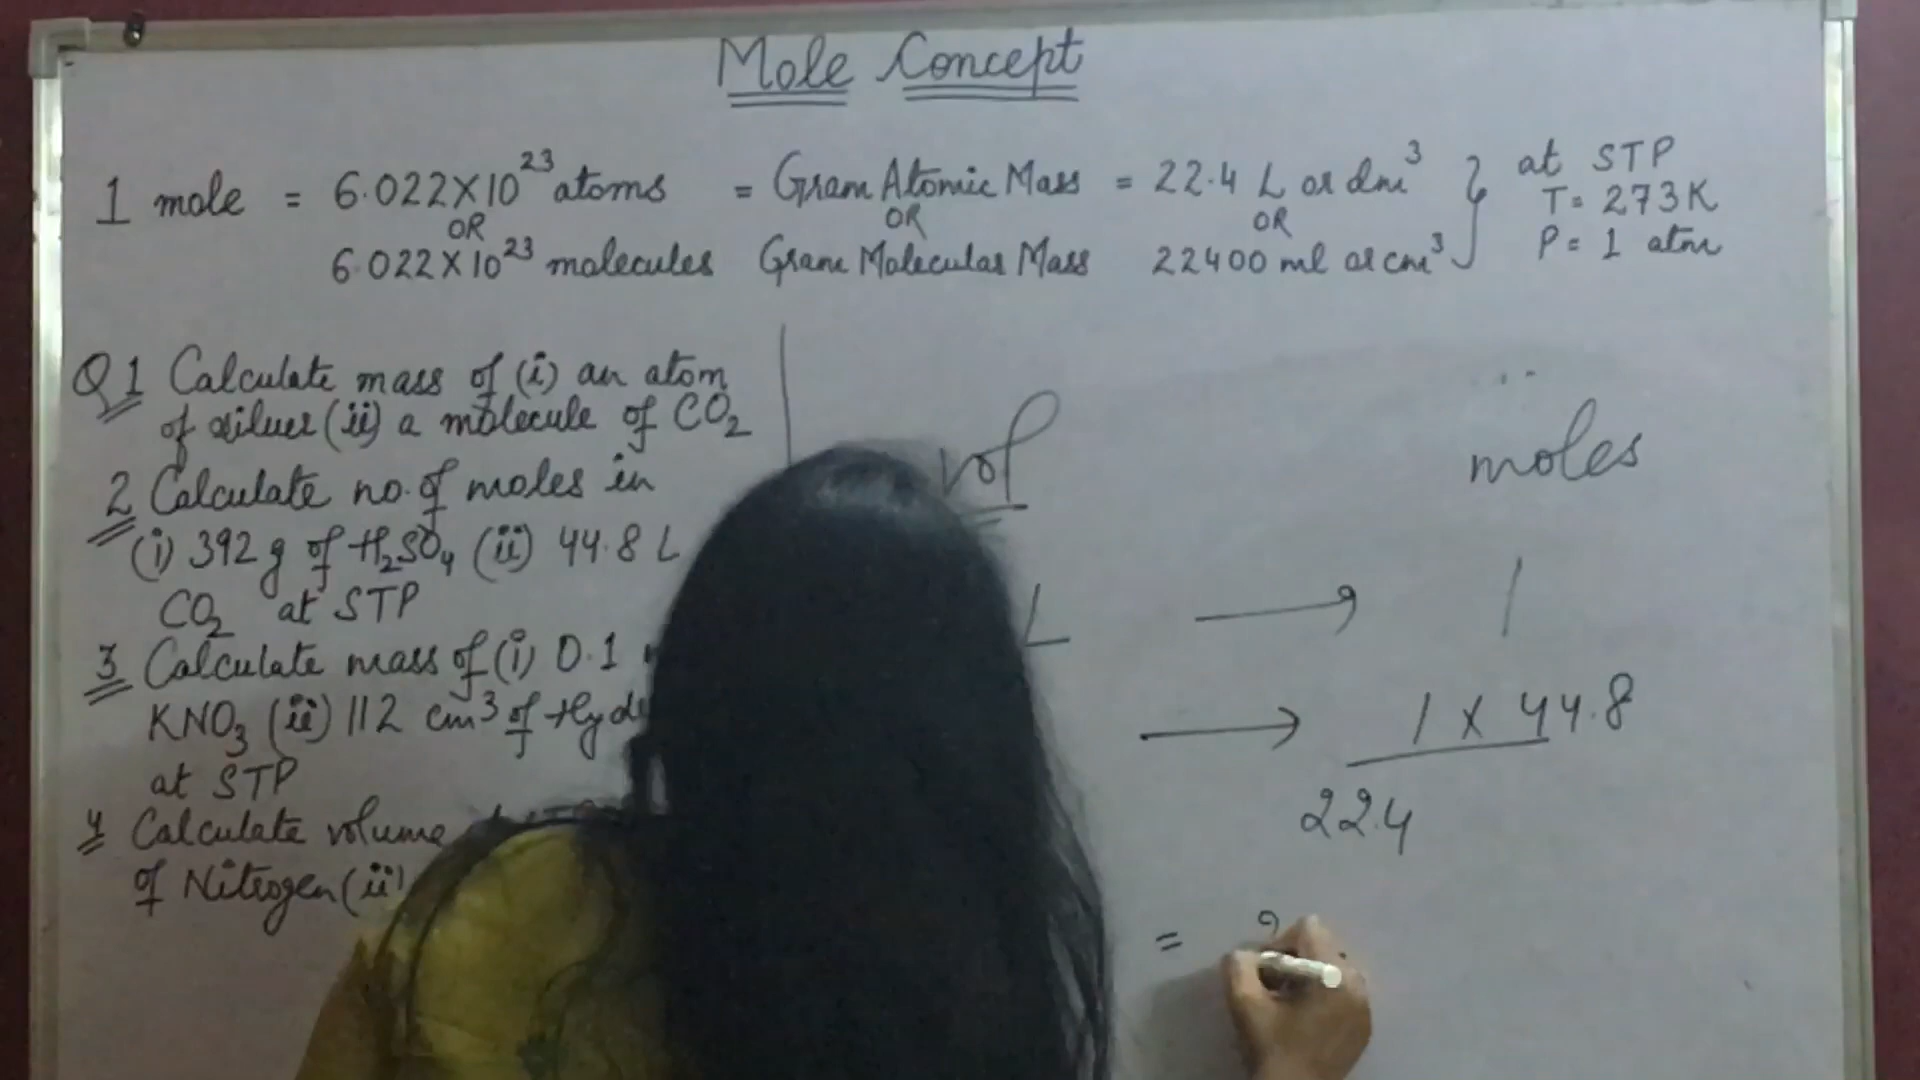 Mole Concept
1 mole = 6.022X10^23 atoms = Gram Atomic Mass = 22.4 L or dm^3 } at STP
OR OR OR T = 273K
6.022X10^23 molecules Gram Molecular Mass 22400 ml or cm^3 P = 1 atm
Q1 Calculate mass of (i) an atom
of silver (ii) a molecule of CO2
2 Calculate no. of moles in
(i) 392 g of H2SO4 (ii) 44.8 L
CO2 at STP
3 Calculate mass of (i) 0.1
KNO3 (ii) 112 cm^3 of
at STP
4 Calculate volume
of Nitrogen (ii)
vol moles
L → 1
→ 1 X 44.8
22.4
=